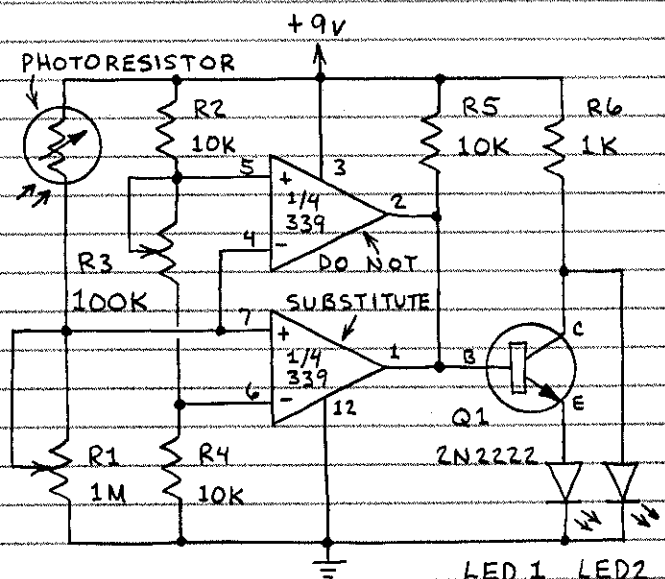 +9V
PHOTORESISTOR
R2
10K
R5
10K
R6
1K
5
+
3
1/4
339
2
4
-
DO NOT
R3
100K
SUBSTITUTE
7
+
1/4
339
1
B
C
6
-
12
E
Q1
2N2222
R1
1M
R4
10K
LED 1 LED2